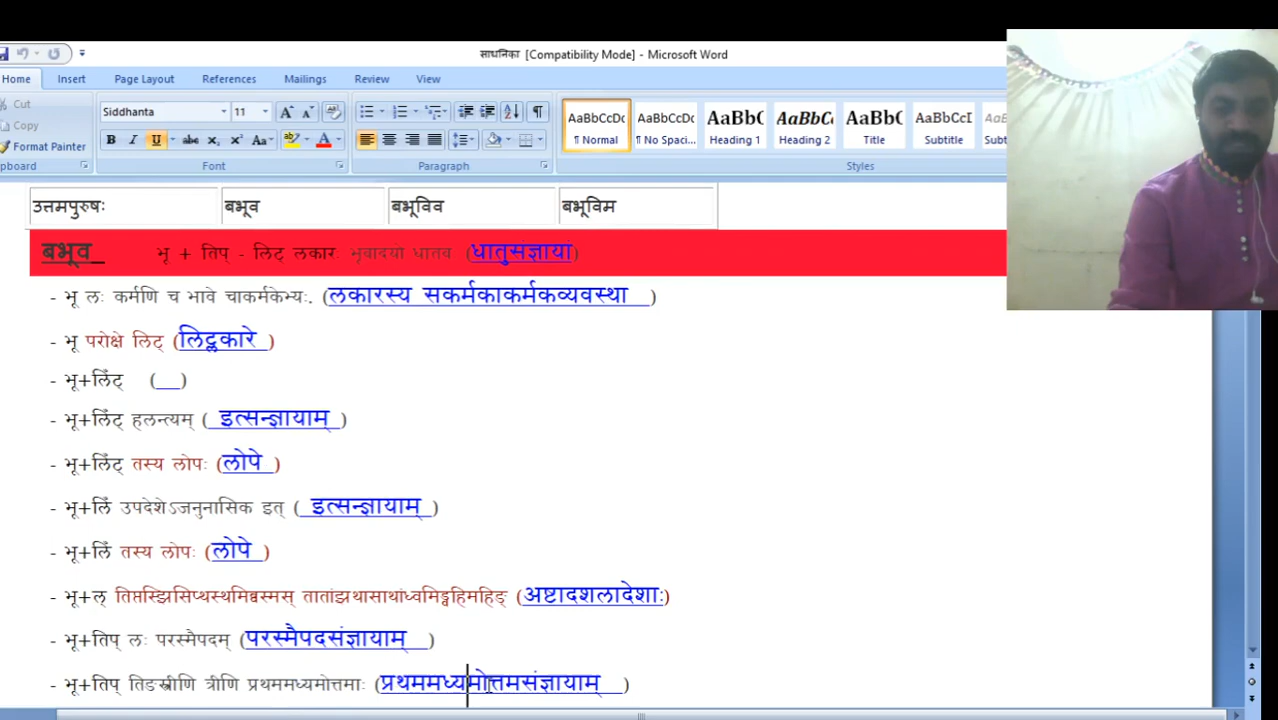 साधनिका [Compatibility Mode] - Microsoft Word
Home Insert Page Layout References Mailings Review View
Cut
Copy
Format Painter
pboard
Siddhanta 11
Font
Paragraph
AaBbCcDc AaBbCcDc AaBbC AaBbC AaBbC AaBbCcI
¶ Normal ¶ No Spaci... Heading 1 Heading 2 Title Subtitle Sub
Styles
उत्तमपुरुषः बभूव बभूविव बभूविम
बभूव भू + तिप् - लिट् लकारः भूवादयो धातव (धातुसंज्ञायां)
- भू लः कर्मणि च भावे चाकर्मकेभ्यः. (लकारस्य सकर्मकाकर्मकव्यवस्था )
- भू परोक्षे लिट् (लिट्लकारे )
- भू+लिँट् (__)
- भू+लिँट् हलन्त्यम् ( इत्सन्ज्ञायाम् )
- भू+लिँट् तस्य लोपः (लोपे )
- भू+लिँ उपदेशेऽजनुनासिक इत् ( इत्सन्ज्ञायाम् )
- भू+लिँ तस्य लोपः (लोपे )
- भू+ल् तिप्तस्झिसिप्थस्थमिब्वस्मस् तातांझथासाथांध्वमिड्वहिमहिङ् (अष्टादशलादेशाः)
- भू+तिप् लः परस्मैपदम् (परस्मैपदसंज्ञायाम् )
- भू+तिप् तिङस्त्रीणि त्रीणि प्रथममध्यमोत्तमाः (प्रथममध्यमोत्तमसंज्ञायाम् )